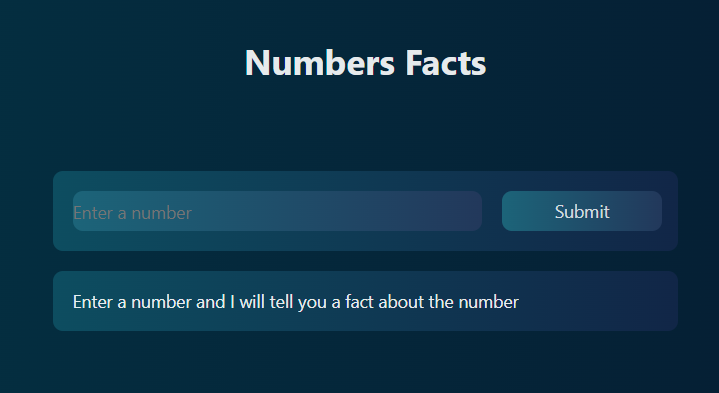 Numbers Facts
Enter a number
Submit
Enter a number and I will tell you a fact about the number